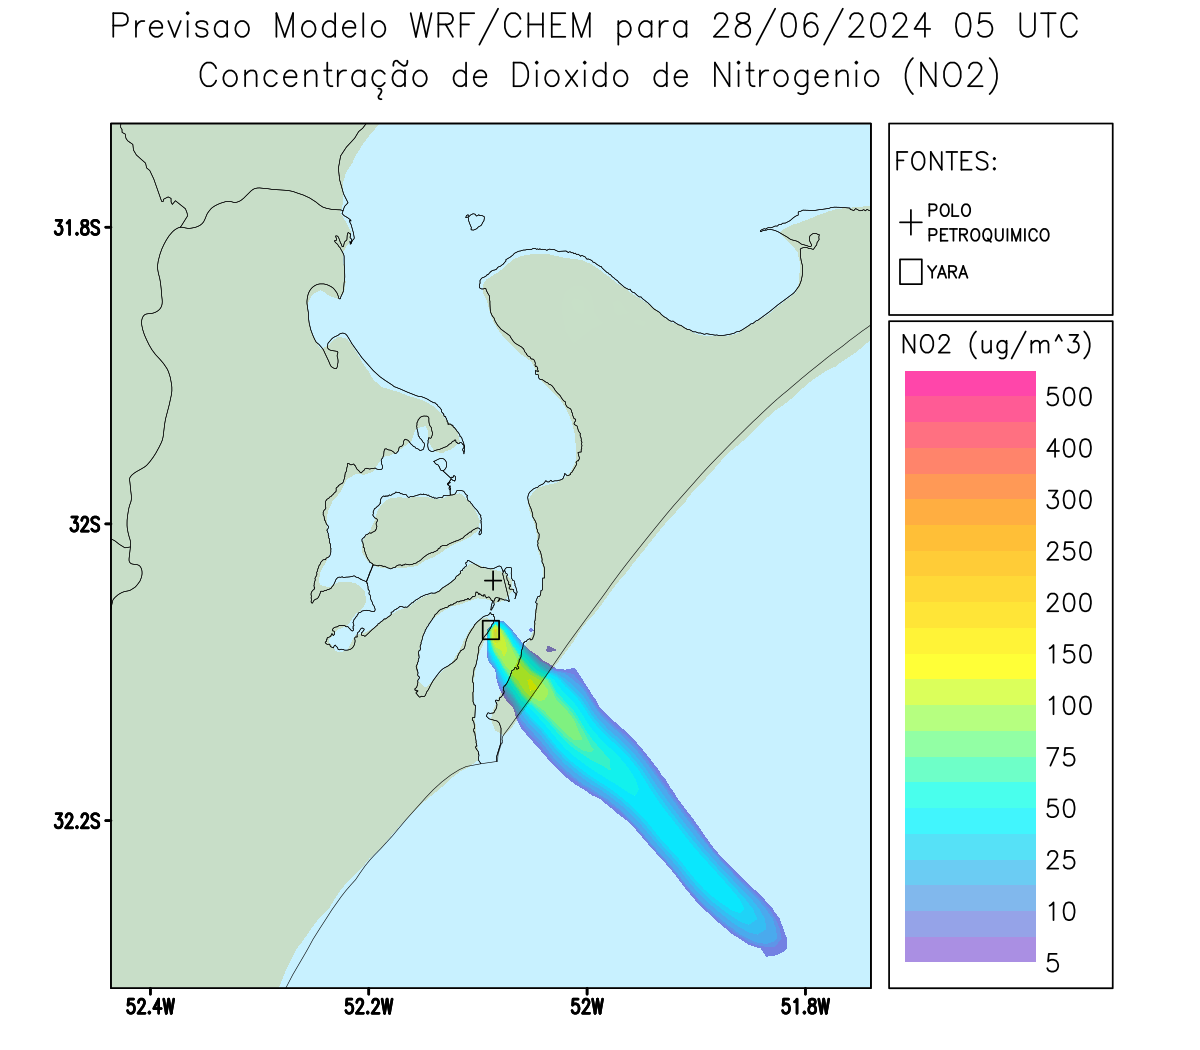 Previsao Modelo WRF/CHEM para 28/06/2024 05 UTC
Concentração de Dioxido de Nitrogenio (NO2)
FONTES:
POLO
PETROQUIMICO
YARA
NO2 (ug/m^3)
500
400
300
250
200
150
100
75
50
25
10
5
31.8S
32S
32.2S
52.4W
52.2W
52W
51.8W